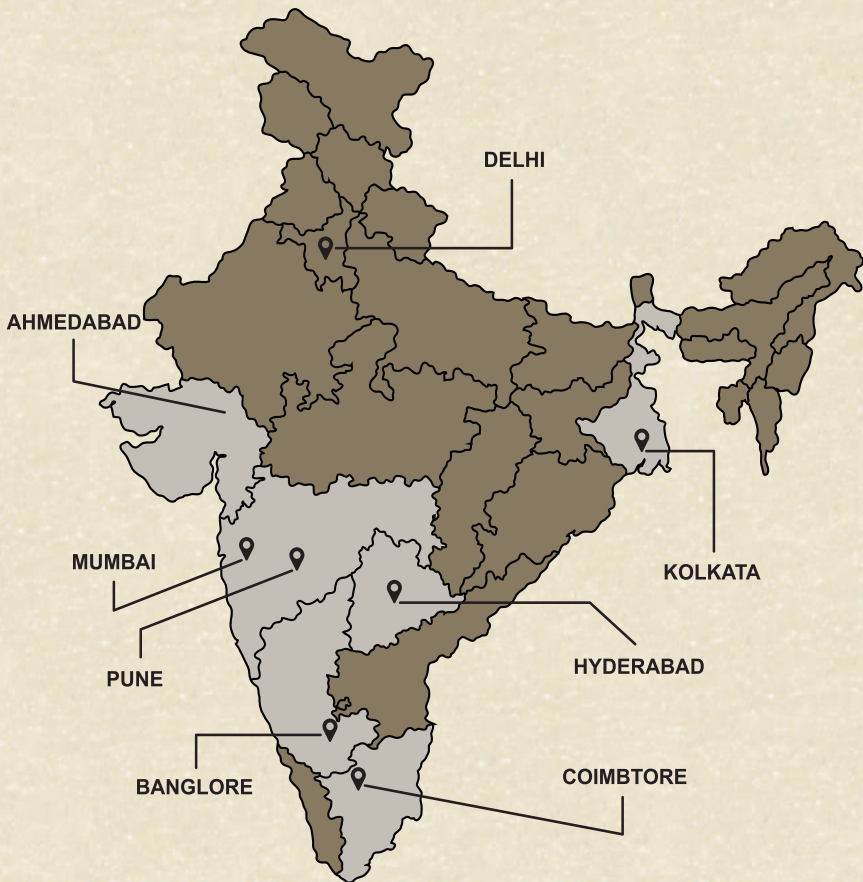 DELHI
AHMEDABAD
MUMBAI
KOLKATA
PUNE
HYDERABAD
BANGLORE
COIMBTORE